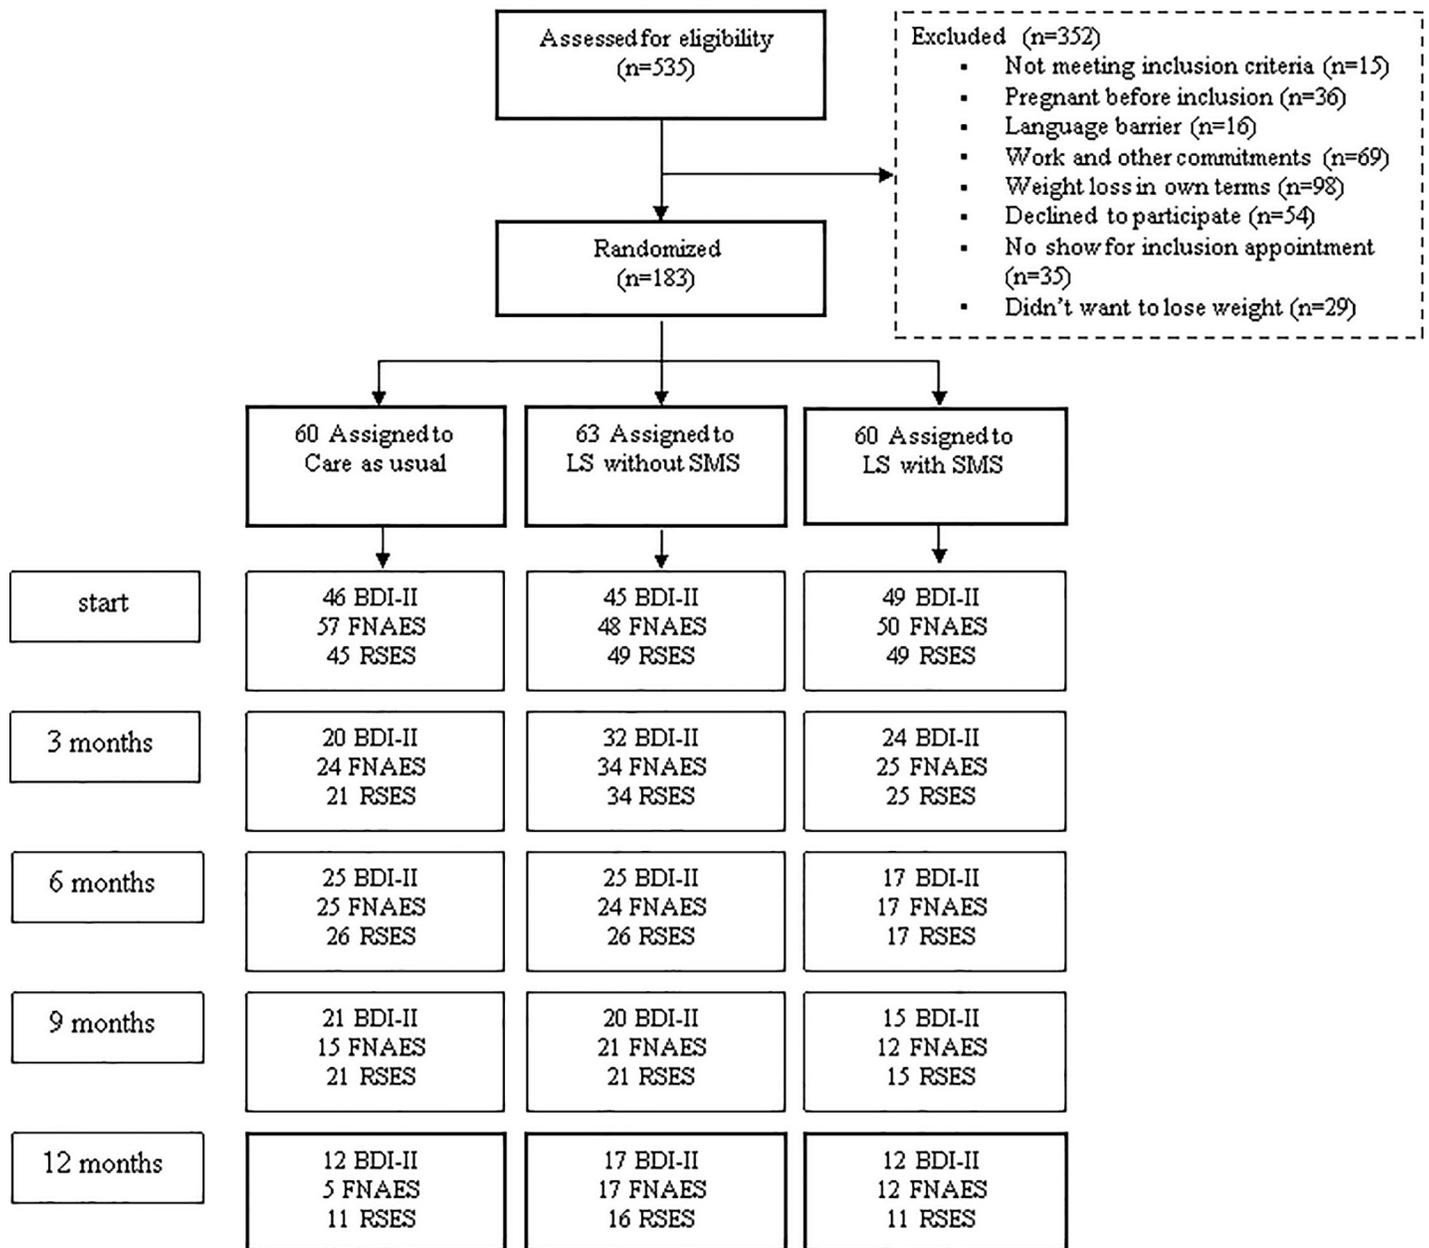 Assessed for eligibility
(n=535)
Excluded (n=352)
▪ Not meeting inclusion criteria (n=15)
▪ Pregnant before inclusion (n=36)
▪ Language barrier (n=16)
▪ Work and other commitments (n=69)
▪ Weight loss in own terms (n=98)
▪ Declined to participate (n=54)
▪ No show for inclusion appointment
(n=35)
▪ Didn't want to lose weight (n=29)
Randomized
(n=183)
60 Assigned to
Care as usual
63 Assigned to
LS without SMS
60 Assigned to
LS with SMS
start
46 BDI-II
57 FNAES
45 RSES
45 BDI-II
48 FNAES
49 RSES
49 BDI-II
50 FNAES
49 RSES
3 months
20 BDI-II
24 FNAES
21 RSES
32 BDI-II
34 FNAES
34 RSES
24 BDI-II
25 FNAES
25 RSES
6 months
25 BDI-II
25 FNAES
26 RSES
25 BDI-II
24 FNAES
26 RSES
17 BDI-II
17 FNAES
17 RSES
9 months
21 BDI-II
15 FNAES
21 RSES
20 BDI-II
21 FNAES
21 RSES
15 BDI-II
12 FNAES
15 RSES
12 months
12 BDI-II
5 FNAES
11 RSES
17 BDI-II
17 FNAES
16 RSES
12 BDI-II
12 FNAES
11 RSES